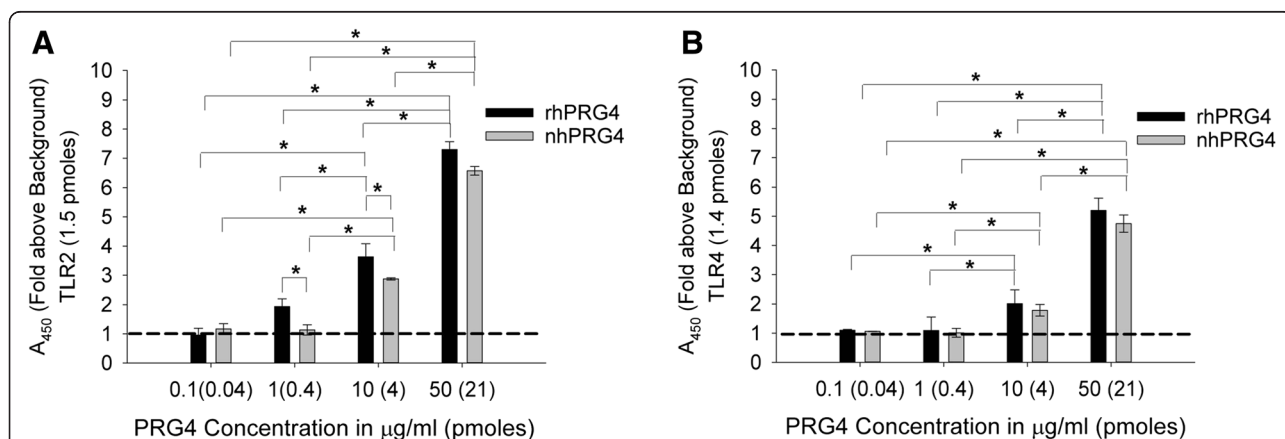 A
A450 (Fold above Background)
TLR2 (1.5 pmoles)
10
9
8
7
6
5
4
3
2
1
0
* * * * * * * * * * * *
rhPRG4
nhPRG4
0.1(0.04) 1(0.4) 10 (4) 50 (21)
PRG4 Concentration in μg/ml (pmoles)
B
A450 (Fold above Background)
TLR4 (1.4 pmoles)
10
9
8
7
6
5
4
3
2
1
0
* * * * * * * * * *
rhPRG4
nhPRG4
0.1 (0.04) 1 (0.4) 10 (4) 50 (21)
PRG4 Concentration in μg/ml (pmoles)